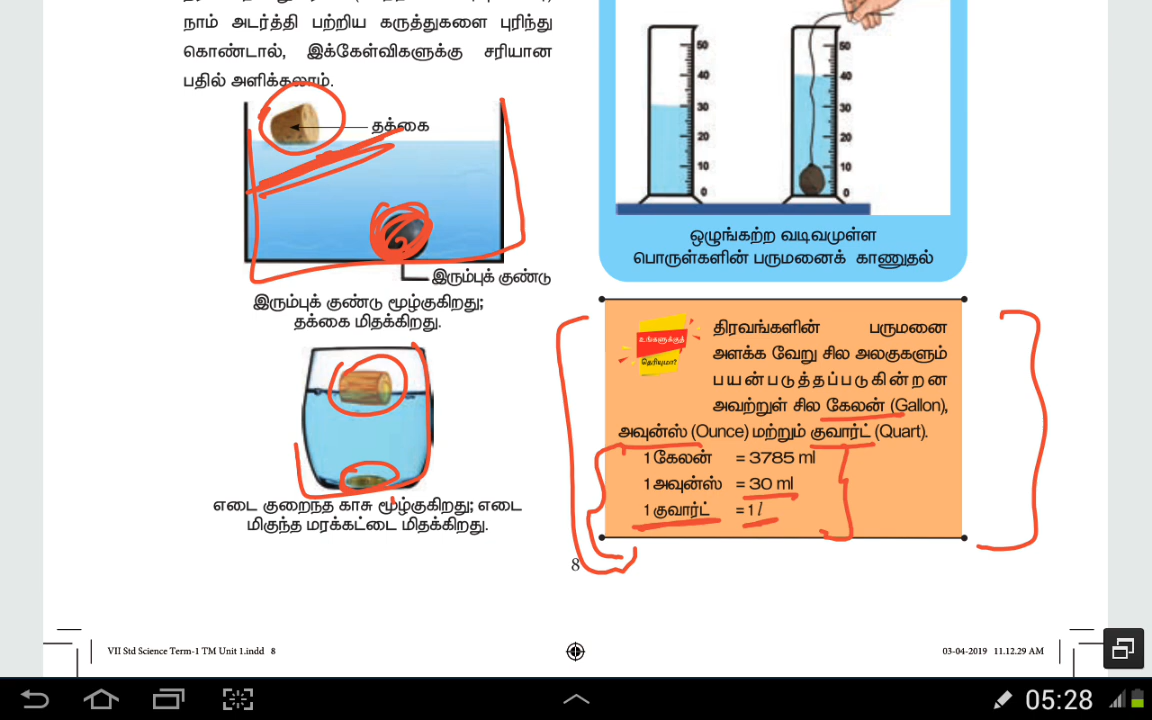 நாம் அடர்த்தி பற்றிய கருத்துகளை புரிந்து
கொண்டால், இக்கேள்விகளுக்கு சரியான
பதில் அளிக்கலாம்.
தக்கை
இரும்புக் குண்டு
இரும்புக் குண்டு மூழ்குகிறது;
தக்கை மிதக்கிறது.
எடை குறைந்த காசு மூழ்குகிறது; எடை
மிகுந்த மரக்கட்டை மிதக்கிறது.
50
40
30
20
10
0
50
40
30
20
10
0
ஒழுங்கற்ற வடிவமுள்ள
பொருள்களின் பருமனைக் காணுதல்
உங்களுக்குத்
தெரியுமா?
திரவங்களின் பருமனை
அளக்க வேறு சில அலகுகளும்
பயன்படுத்தப்படுகின்றன
அவற்றுள் சில கேலன் (Gallon),
அவுன்ஸ் (Ounce) மற்றும் குவார்ட் (Quart).
1 கேலன் = 3785 ml
1 அவுன்ஸ் = 30 ml
1 குவார்ட் = 1 l
8
VII Std Science Term-1 TM Unit 1.indd 8
03-04-2019 11.12.29 AM
05:28